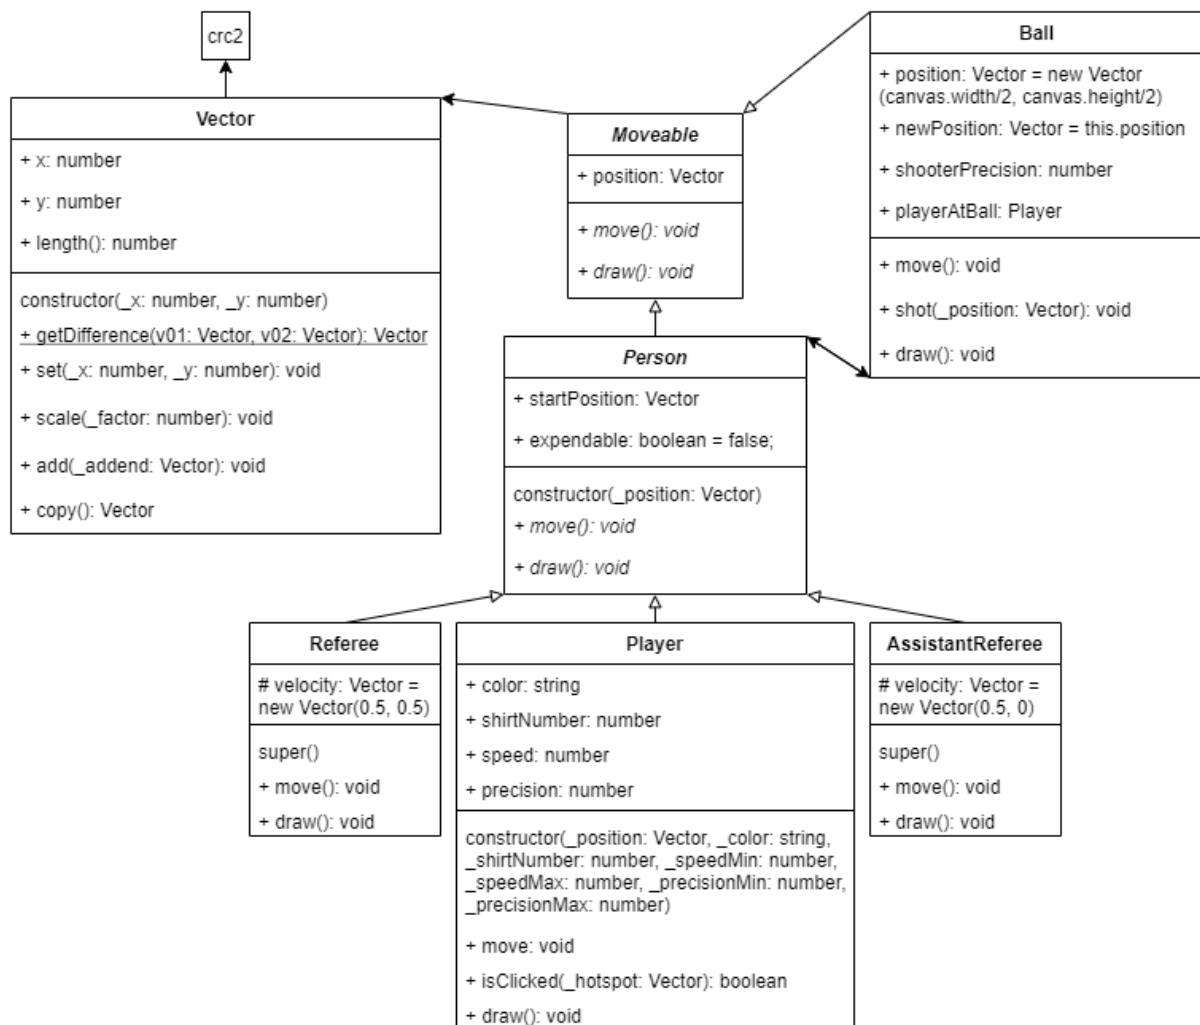 crc2
Vector
+ x: number
+ y: number
+ length(): number
constructor(_x: number, _y: number)
+ getDifference(v01: Vector, v02: Vector): Vector
+ set(_x: number, _y: number): void
+ scale(_factor: number): void
+ add(_addend: Vector): void
+ copy(): Vector
Moveable
+ position: Vector
+ move(): void
+ draw(): void
Ball
+ position: Vector = new Vector
(canvas.width/2, canvas.height/2)
+ newPosition: Vector = this.position
+ shooterPrecision: number
+ playerAtBall: Player
+ move(): void
+ shot(_position: Vector): void
+ draw(): void
Person
+ startPosition: Vector
+ expendable: boolean = false;
constructor(_position: Vector)
+ move(): void
+ draw(): void
Referee
# velocity: Vector =
new Vector(0.5, 0.5)
super()
+ move(): void
+ draw(): void
Player
+ color: string
+ shirtNumber: number
+ speed: number
+ precision: number
constructor(_position: Vector, _color: string,
_shirtNumber: number, _speedMin: number,
_speedMax: number, _precisionMin: number,
_precisionMax: number)
+ move: void
+ isClicked(_hotspot: Vector): boolean
+ draw(): void
AssistantReferee
# velocity: Vector =
new Vector(0.5, 0)
super()
+ move(): void
+ draw(): void